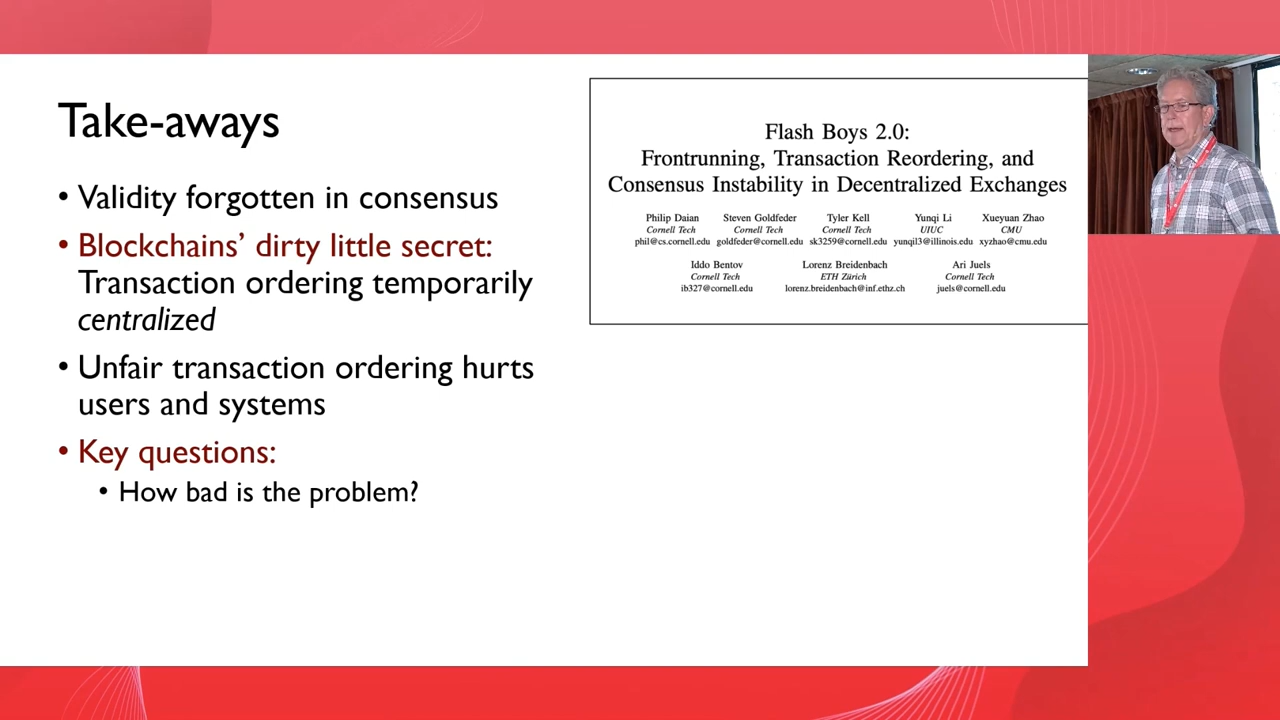 Take-aways
• Validity forgotten in consensus
• Blockchains’ dirty little secret:
Transaction ordering temporarily
centralized
• Unfair transaction ordering hurts
users and systems
• Key questions:
• How bad is the problem?
Flash Boys 2.0:
Frontrunning, Transaction Reordering, and
Consensus Instability in Decentralized Exchanges
Philip Daian Steven Goldfeder Tyler Kell Yunqi Li Xueyuan Zhao
Cornell Tech Cornell Tech Cornell Tech UIUC CMU
phil@cs.cornell.edu goldfeder@cornell.edu sk3259@cornell.edu yunqil3@illinois.edu xyzhao@cmu.edu
Iddo Bentov Lorenz Breidenbach Ari Juels
Cornell Tech ETH Zürich Cornell Tech
ib327@cornell.edu lorenz.breidenbach@inf.ethz.ch juels@cornell.edu